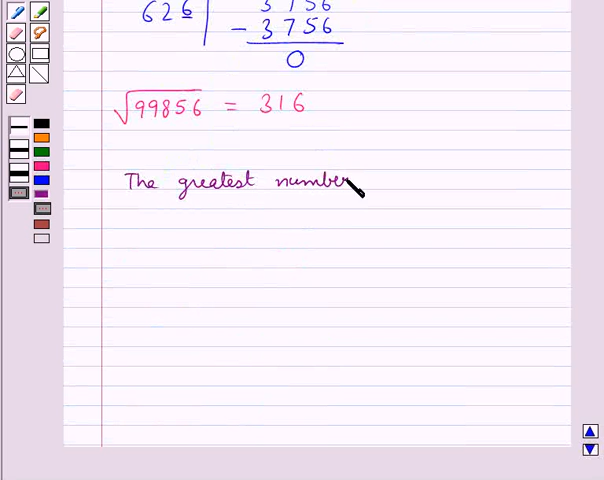 626 3756
- 3756
0
√99856 = 316
The greatest number